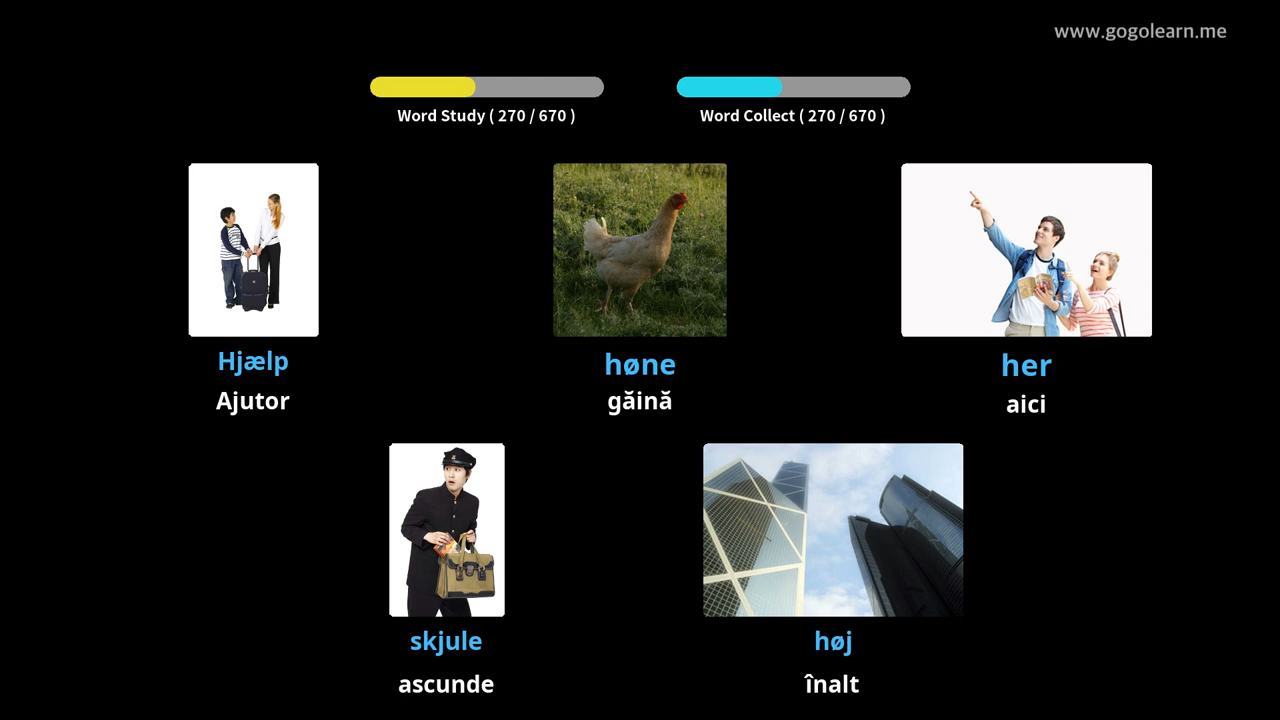 www.gogolearn.me
Word Study ( 270 / 670 )
Word Collect ( 270 / 670 )
Hjælp
Ajutor
høne
găină
her
aici
skjule
ascunde
høj
înalt